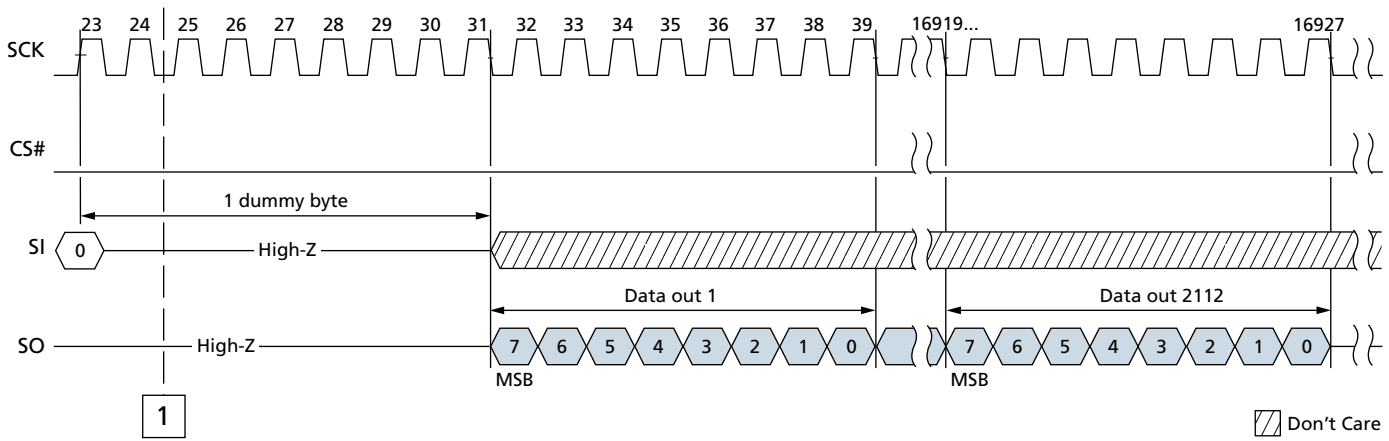 23 24 25 26 27 28 29 30 31 32 33 34 35 36 37 38 39 16919... 16927
SCK
CS#
1 dummy byte
SI 0 High-Z
Data out 1 Data out 2112
SO High-Z 7 6 5 4 3 2 1 0 7 6 5 4 3 2 1 0
MSB MSB
1
Don't Care